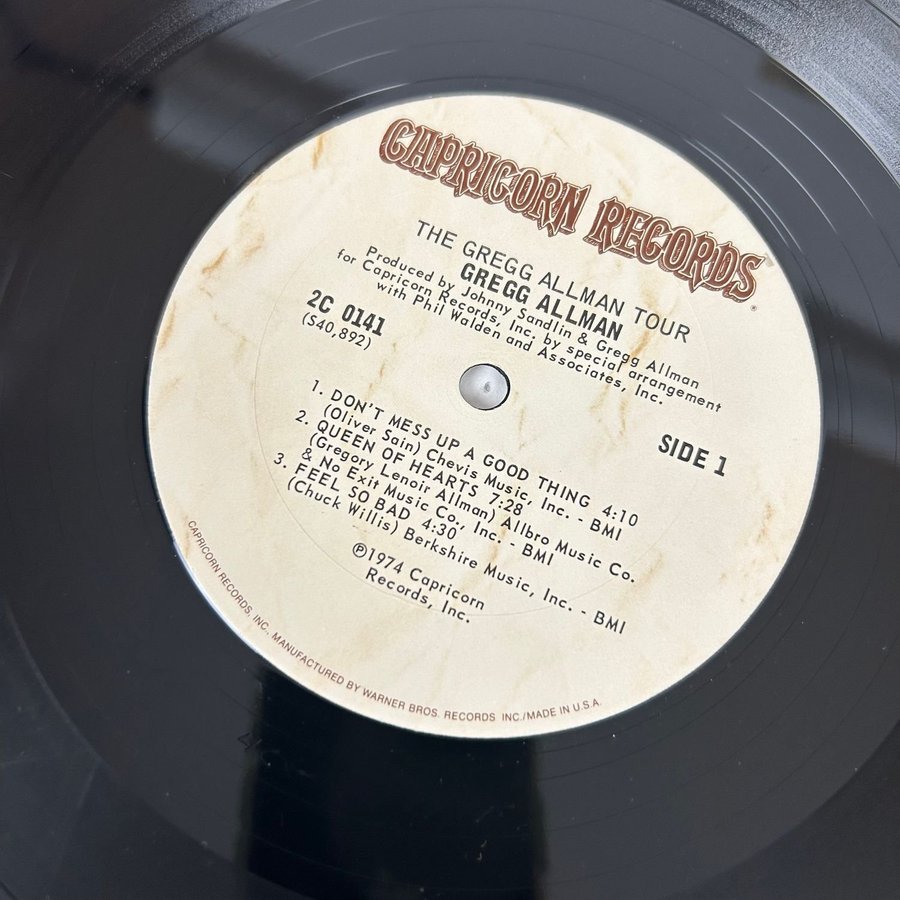 CAPRICORN RECORDS
THE GREGG ALLMAN TOUR
GREGG ALLMAN
Produced by Johnny Sandlin & Gregg Allman
for Capricorn Records, Inc. by special arrangement
with Phil Walden and Associates, Inc.
2C 0141
(S40,892)
SIDE 1
1. DON'T MESS UP A GOOD THING 4:10
(Oliver Sain) Chevis Music, Inc. - BMI
2. QUEEN OF HEARTS 7:28
(Gregory Lenoir Allman) Allbro Music Co.
& No Exit Music Co., Inc. - BMI
3. FEEL SO BAD 4:30
(Chuck Willis) Berkshire Music, Inc. - BMI
℗1974 Capricorn
Records, Inc.
CAPRICORN RECORDS, INC., MANUFACTURED BY WARNER BROS. RECORDS INC./MADE IN U.S.A.